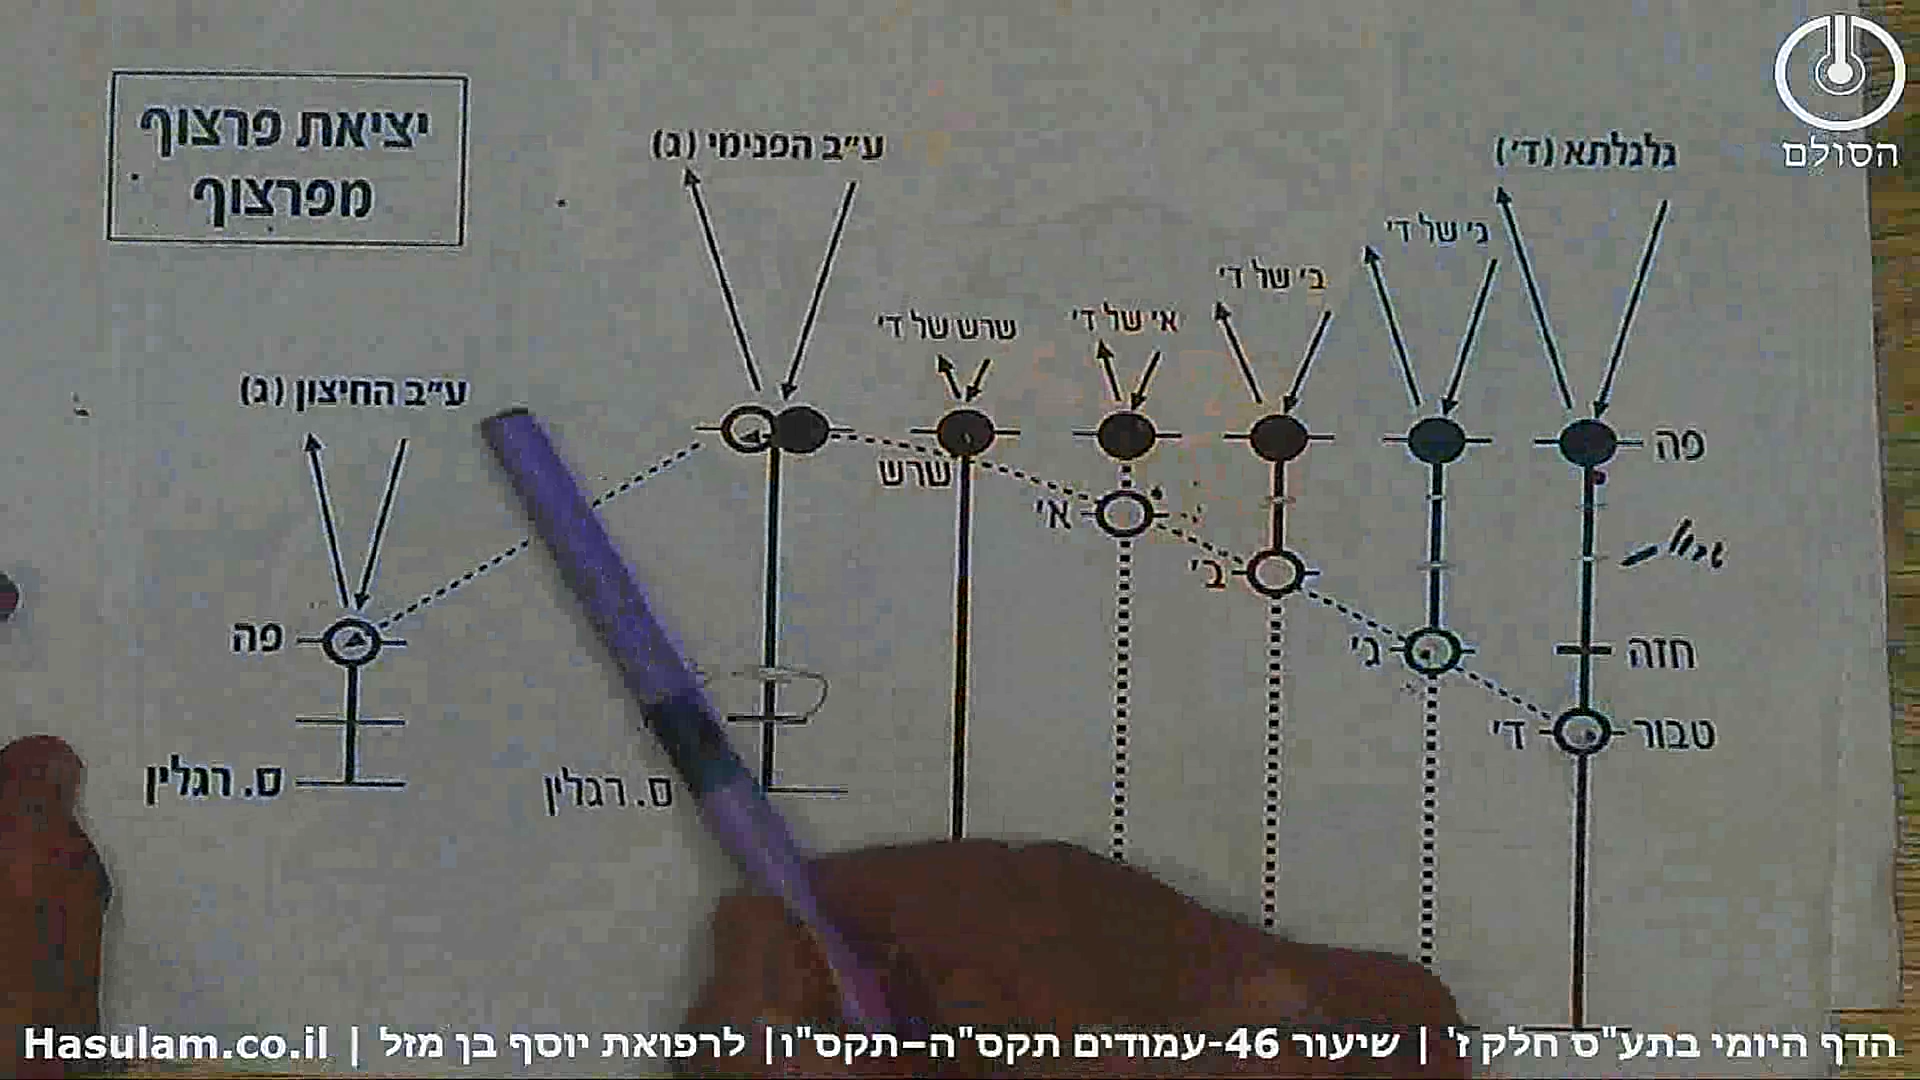 הסולם
יציאת פרצוף
מפרצוף
גלגלתא (ד׳)
ג׳ של ד׳
ב׳ של ד׳
א׳ של ד׳
שרש של ד׳
ע״ב הפנימי (ג)
ע״ב החיצון (ג)
פה
חזה
טבור
ד׳
ג׳
ב׳
א׳
שרש
ס. רגלין
פה
ס. רגלין
הדף היומי בתע"ס חלק ז' | שיעור 46-עמודים תקס"ה–תקס"ו| לרפואת יוסף בן מזל | Hasulam.co.il